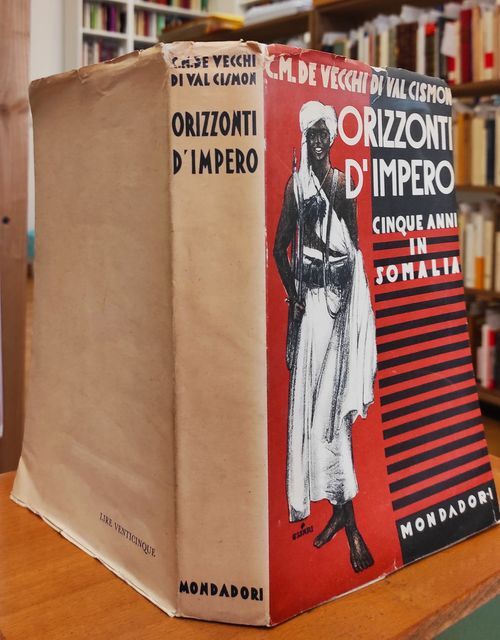 C.M. DE VECCHI
DI VAL CISMON
ORIZZONTI
D'IMPERO
MONDADORI
LIRE VENTICINQUE
C.M. DE VECCHI DI VAL CISMON
ORIZZONTI
D'IMPERO
CINQUE ANNI
IN
SOMALIA
MONDADORI